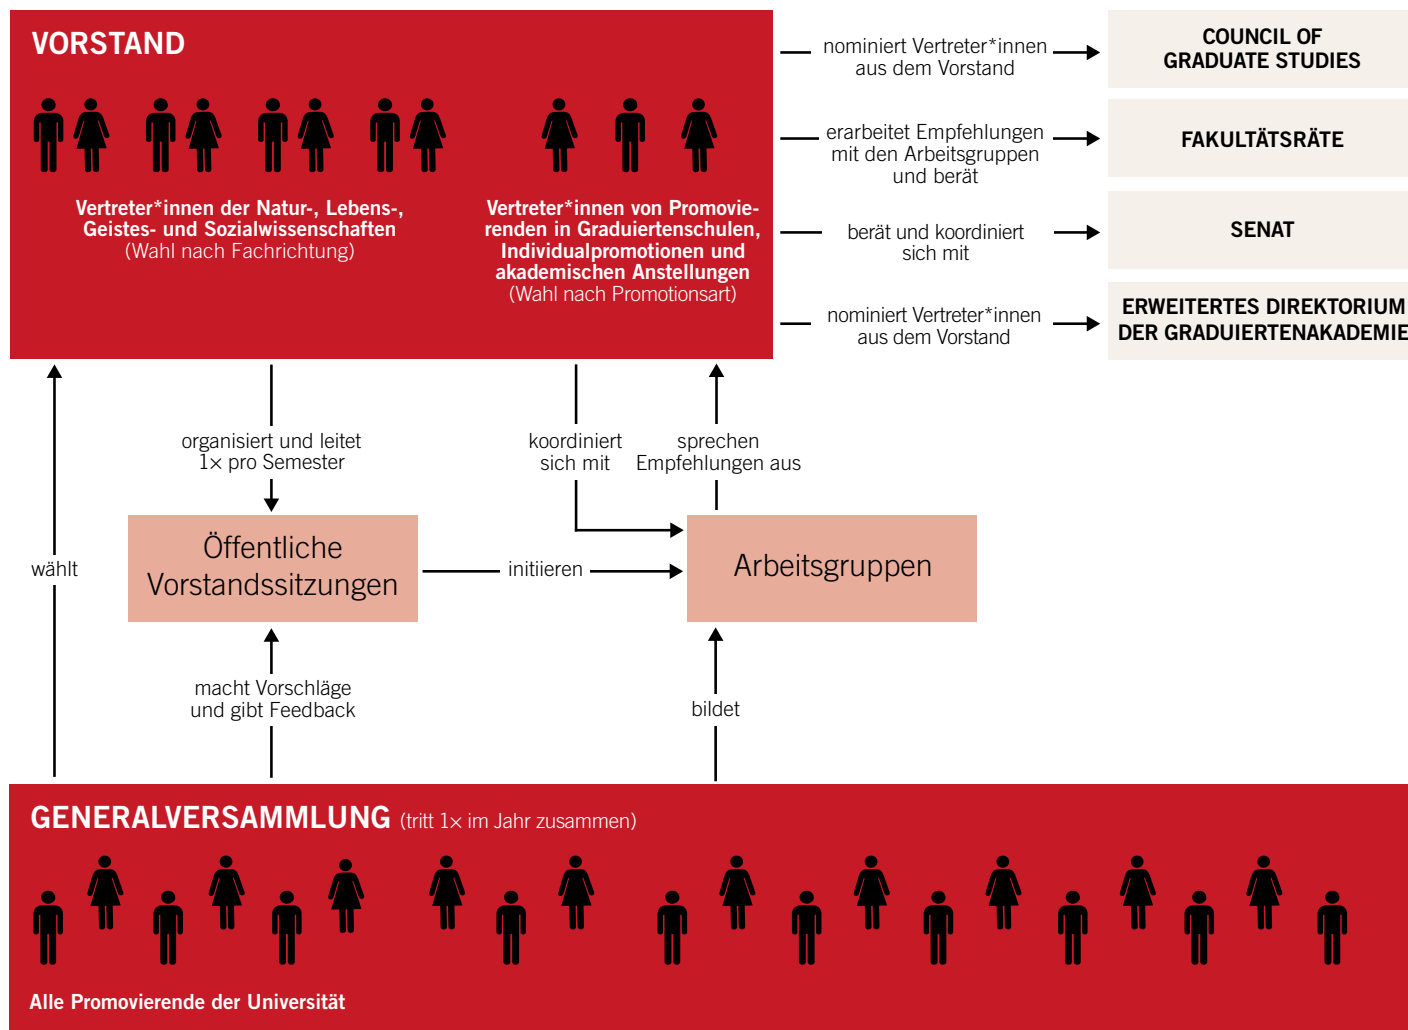 VORSTAND
Vertreter*innen der Natur-, Lebens-,
Geistes- und Sozialwissenschaften
(Wahl nach Fachrichtung)
Vertreter*innen von Promovie-
renden in Graduiertenschulen,
Individualpromotionen und
akademischen Anstellungen
(Wahl nach Promotionsart)
nominiert Vertreter*innen
aus dem Vorstand
COUNCIL OF
GRADUATE STUDIES
erarbeitet Empfehlungen
mit den Arbeitsgruppen
und berät
FAKULTÄTSRÄTE
berät und koordiniert
sich mit
SENAT
nominiert Vertreter*innen
aus dem Vorstand
ERWEITERTES DIREKTORIUM
DER GRADUIERTENAKADEMIE
organisiert und leitet
1× pro Semester
koordiniert
sich mit
sprechen
Empfehlungen aus
wählt
Öffentliche
Vorstandssitzungen
initiieren
Arbeitsgruppen
macht Vorschläge
und gibt Feedback
bildet
GENERALVERSAMMLUNG (tritt 1× im Jahr zusammen)
Alle Promovierende der Universität